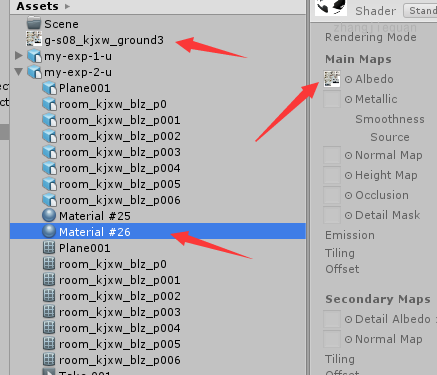 Assets
Scene
g-s08_kjxw_ground3
my-exp-1-u
my-exp-2-u
Plane001
room_kjxw_blz_p0
room_kjxw_blz_p001
room_kjxw_blz_p002
room_kjxw_blz_p003
room_kjxw_blz_p004
room_kjxw_blz_p005
room_kjxw_blz_p006
Material #25
Material #26
Plane001
room_kjxw_blz_p0
room_kjxw_blz_p001
room_kjxw_blz_p002
room_kjxw_blz_p003
room_kjxw_blz_p004
room_kjxw_blz_p005
room_kjxw_blz_p006
Take 001
Shader Stand
Rendering Mode
Main Maps
Albedo
Metallic
Smoothness
Source
Normal Map
Height Map
Occlusion
Detail Mask
Emission
Tiling
Offset
Secondary Maps
Detail Albedo
Normal Map
Tiling
Offset